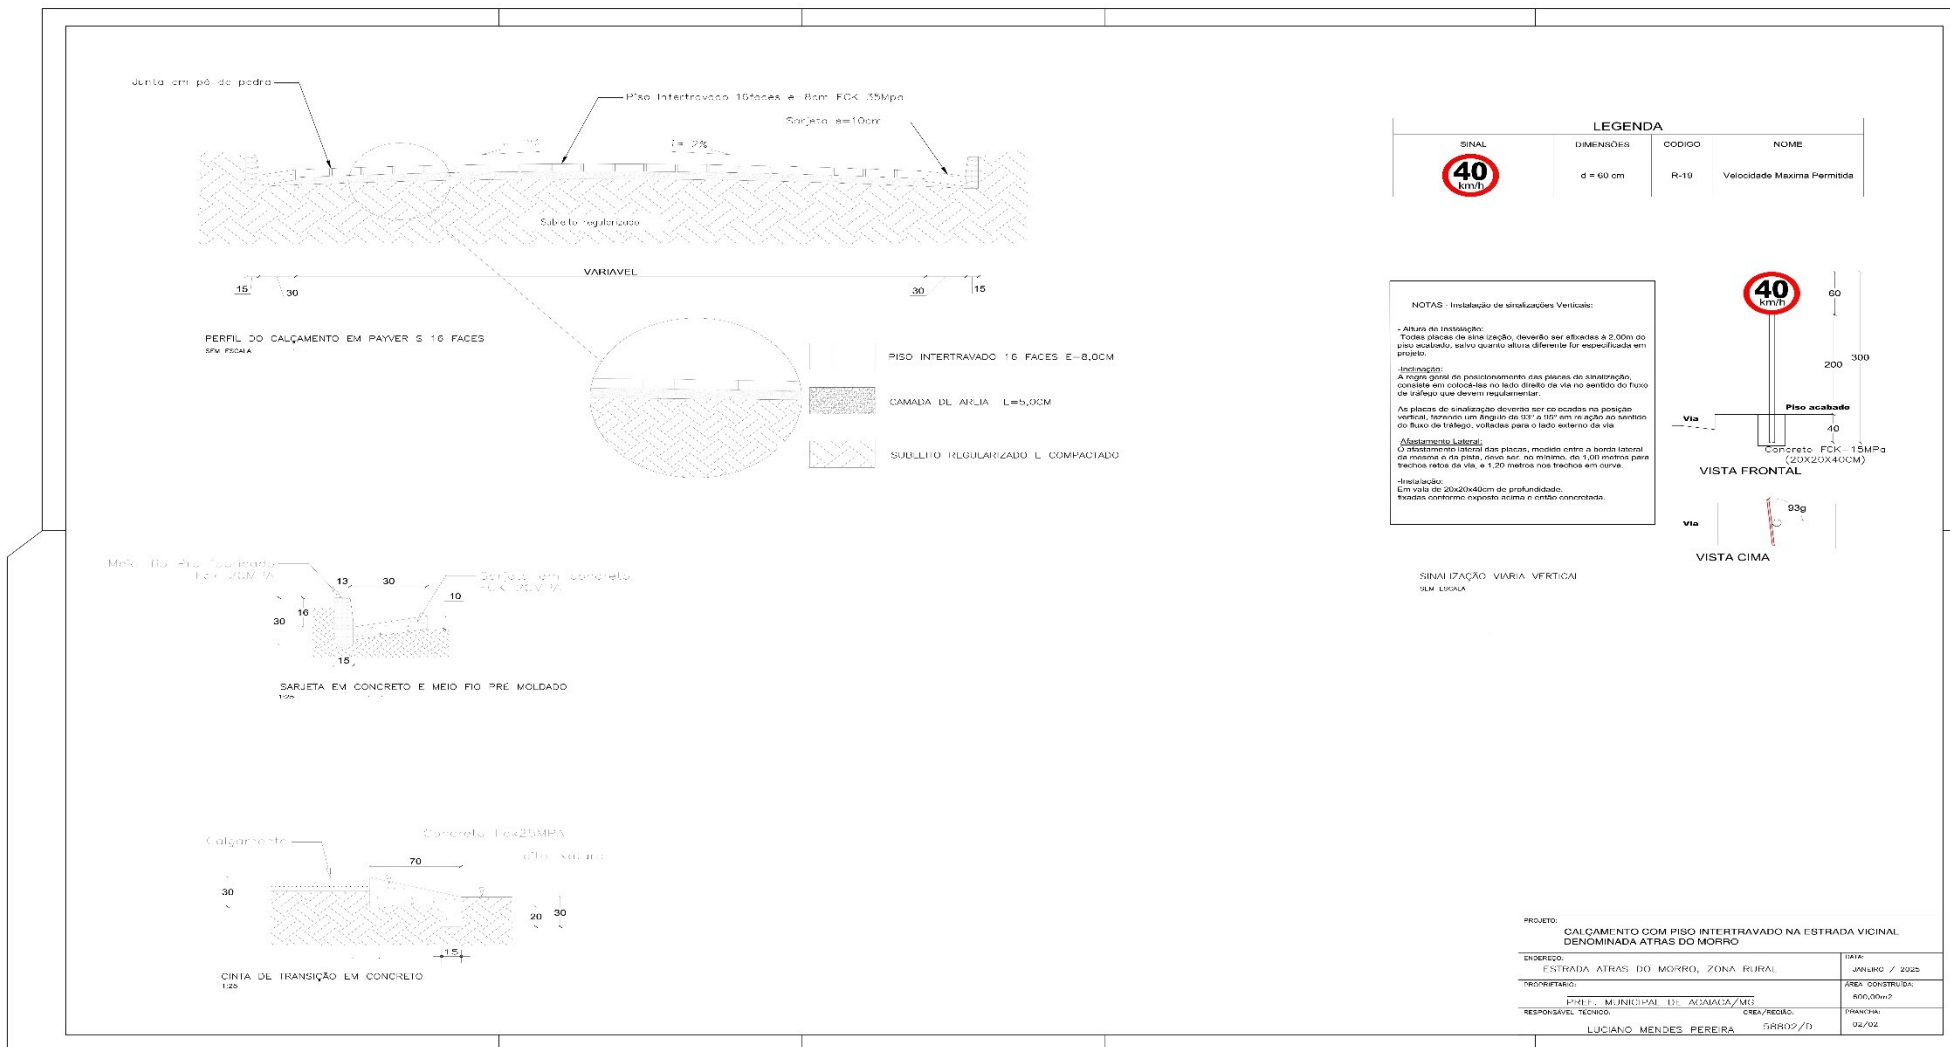 Junta em pó de pedra
Piso Intertravado 16faces e=8cm FCK 35Mpa
Sarjeta e=10cm
i= 2%
Subleito regularizado
VARIAVEL
15
30
30
15
PERFIL DO CALÇAMENTO EM PAYVER S 16 FACES
SEM ESCALA
PISO INTERTRAVADO 16 FACES E=8.0CM
CAMADA DE AREIA E=5,0CM
SUBLEITO REGULARIZADO E COMPACTADO
13
30
Sarjeta em concreto
10
16
30
15
SARJETA EM CONCRETO E MEIO FIO PRÉ MOLDADO
Calçamento
Concreto Fck25MPA
70
30
20
30
15
CINTA DE TRANSIÇÃO EM CONCRETO
LEGENDA
SINAL
DIMENSÕES
CODIGO
NOME
40
km/h
d = 60 cm
R-19
Velocidade Maxima Permitida
NOTAS - Instalação de sinalizações Verticais:
- Altura de Instalação:
Todas placas de sinalização, deverão ser afixadas à 2,00m do
piso acabado, salvo quanto altura diferente for especificada em
projeto.
-Inclinação:
A regra geral de posicionamento das placas de sinalização,
consiste em colocá-las no lado direito da via no sentido do fluxo
de tráfego que devem regulamentar.
As placas de sinalização deverão ser colocadas na posição
vertical, fazendo um ângulo de 93° a 95° em relação ao sentido
do fluxo de tráfego, voltadas para o lado externo da via
-Afastamento Lateral:
O afastamento lateral das placas, medido entre a borda lateral
da mesma e da pista, deve ser, no mínimo, de 1,00 metros para
trechos retos da via, e 1,20 metros nos trechos em curva.
-Instalação:
Em vala de 20x20x40cm de profundidade.
fixadas conforme exposto acima e então concretada.
40
km/h
60
200
300
Via
Piso acabado
40
Concreto FCK=15MPa
(20X20X40CM)
VISTA FRONTAL
93g
Via
VISTA CIMA
SINALIZAÇÃO VIARIA VERTICAL
SEM ESCALA
PROJETO:
CALÇAMENTO COM PISO INTERTRAVADO NA ESTRADA VICINAL
DENOMINADA ATRAS DO MORRO
ENDEREÇO:
ESTRADA ATRAS DO MORRO, ZONA RURAL
DATA:
JANEIRO / 2025
PROPRIETARIO:
PREF. MUNICIPAL DE ACAIACA/MG
ÁREA CONSTRUÍDA:
600,00m2
RESPONSÁVEL TÉCNICO:
LUCIANO MENDES PEREIRA
CREA/REGIÃO:
58802/D
PRANCHA:
02/02